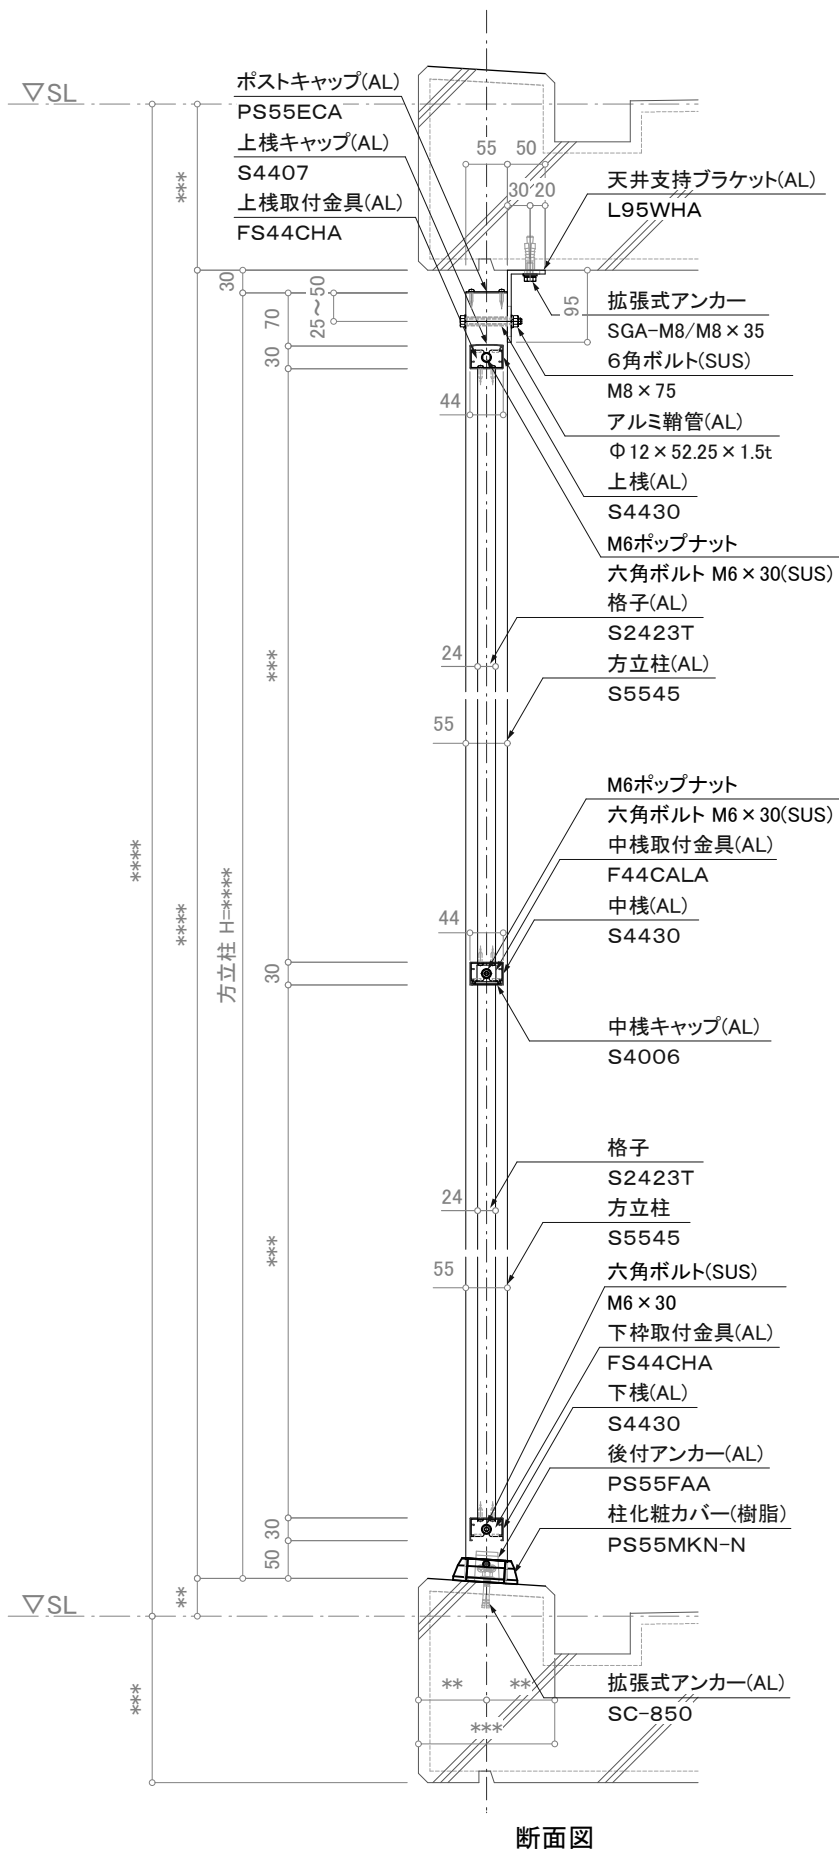 ▽SL
ポストキャップ(AL)
PS55ECA
上桟キャップ(AL)
S4407
上桟取付金具(AL)
FS44CHA
55 50
30 20
天井支持ブラケット(AL)
L95WHA
***
30
70
30
25～50
95
44
拡張式アンカー
SGA-M8/M8×35
6角ボルト(SUS)
M8×75
アルミ鞘管(AL)
Φ12×52.25×1.5t
上桟(AL)
S4430
M6ポップナット
六角ボルト M6×30(SUS)
格子(AL)
S2423T
24
方立柱(AL)
S5545
55
***
M6ポップナット
六角ボルト M6×30(SUS)
中桟取付金具(AL)
F44CALA
中桟(AL)
S4430
44
****
****
方立柱 H=****
30
中桟キャップ(AL)
S4006
格子
S2423T
24
方立柱
S5545
55
***
六角ボルト(SUS)
M6×30
下枠取付金具(AL)
FS44CHA
下桟(AL)
S4430
後付アンカー(AL)
PS55FAA
柱化粧カバー(樹脂)
PS55MKN-N
30
50
▽SL
**
***
** **
***
拡張式アンカー(AL)
SC-850
断面図